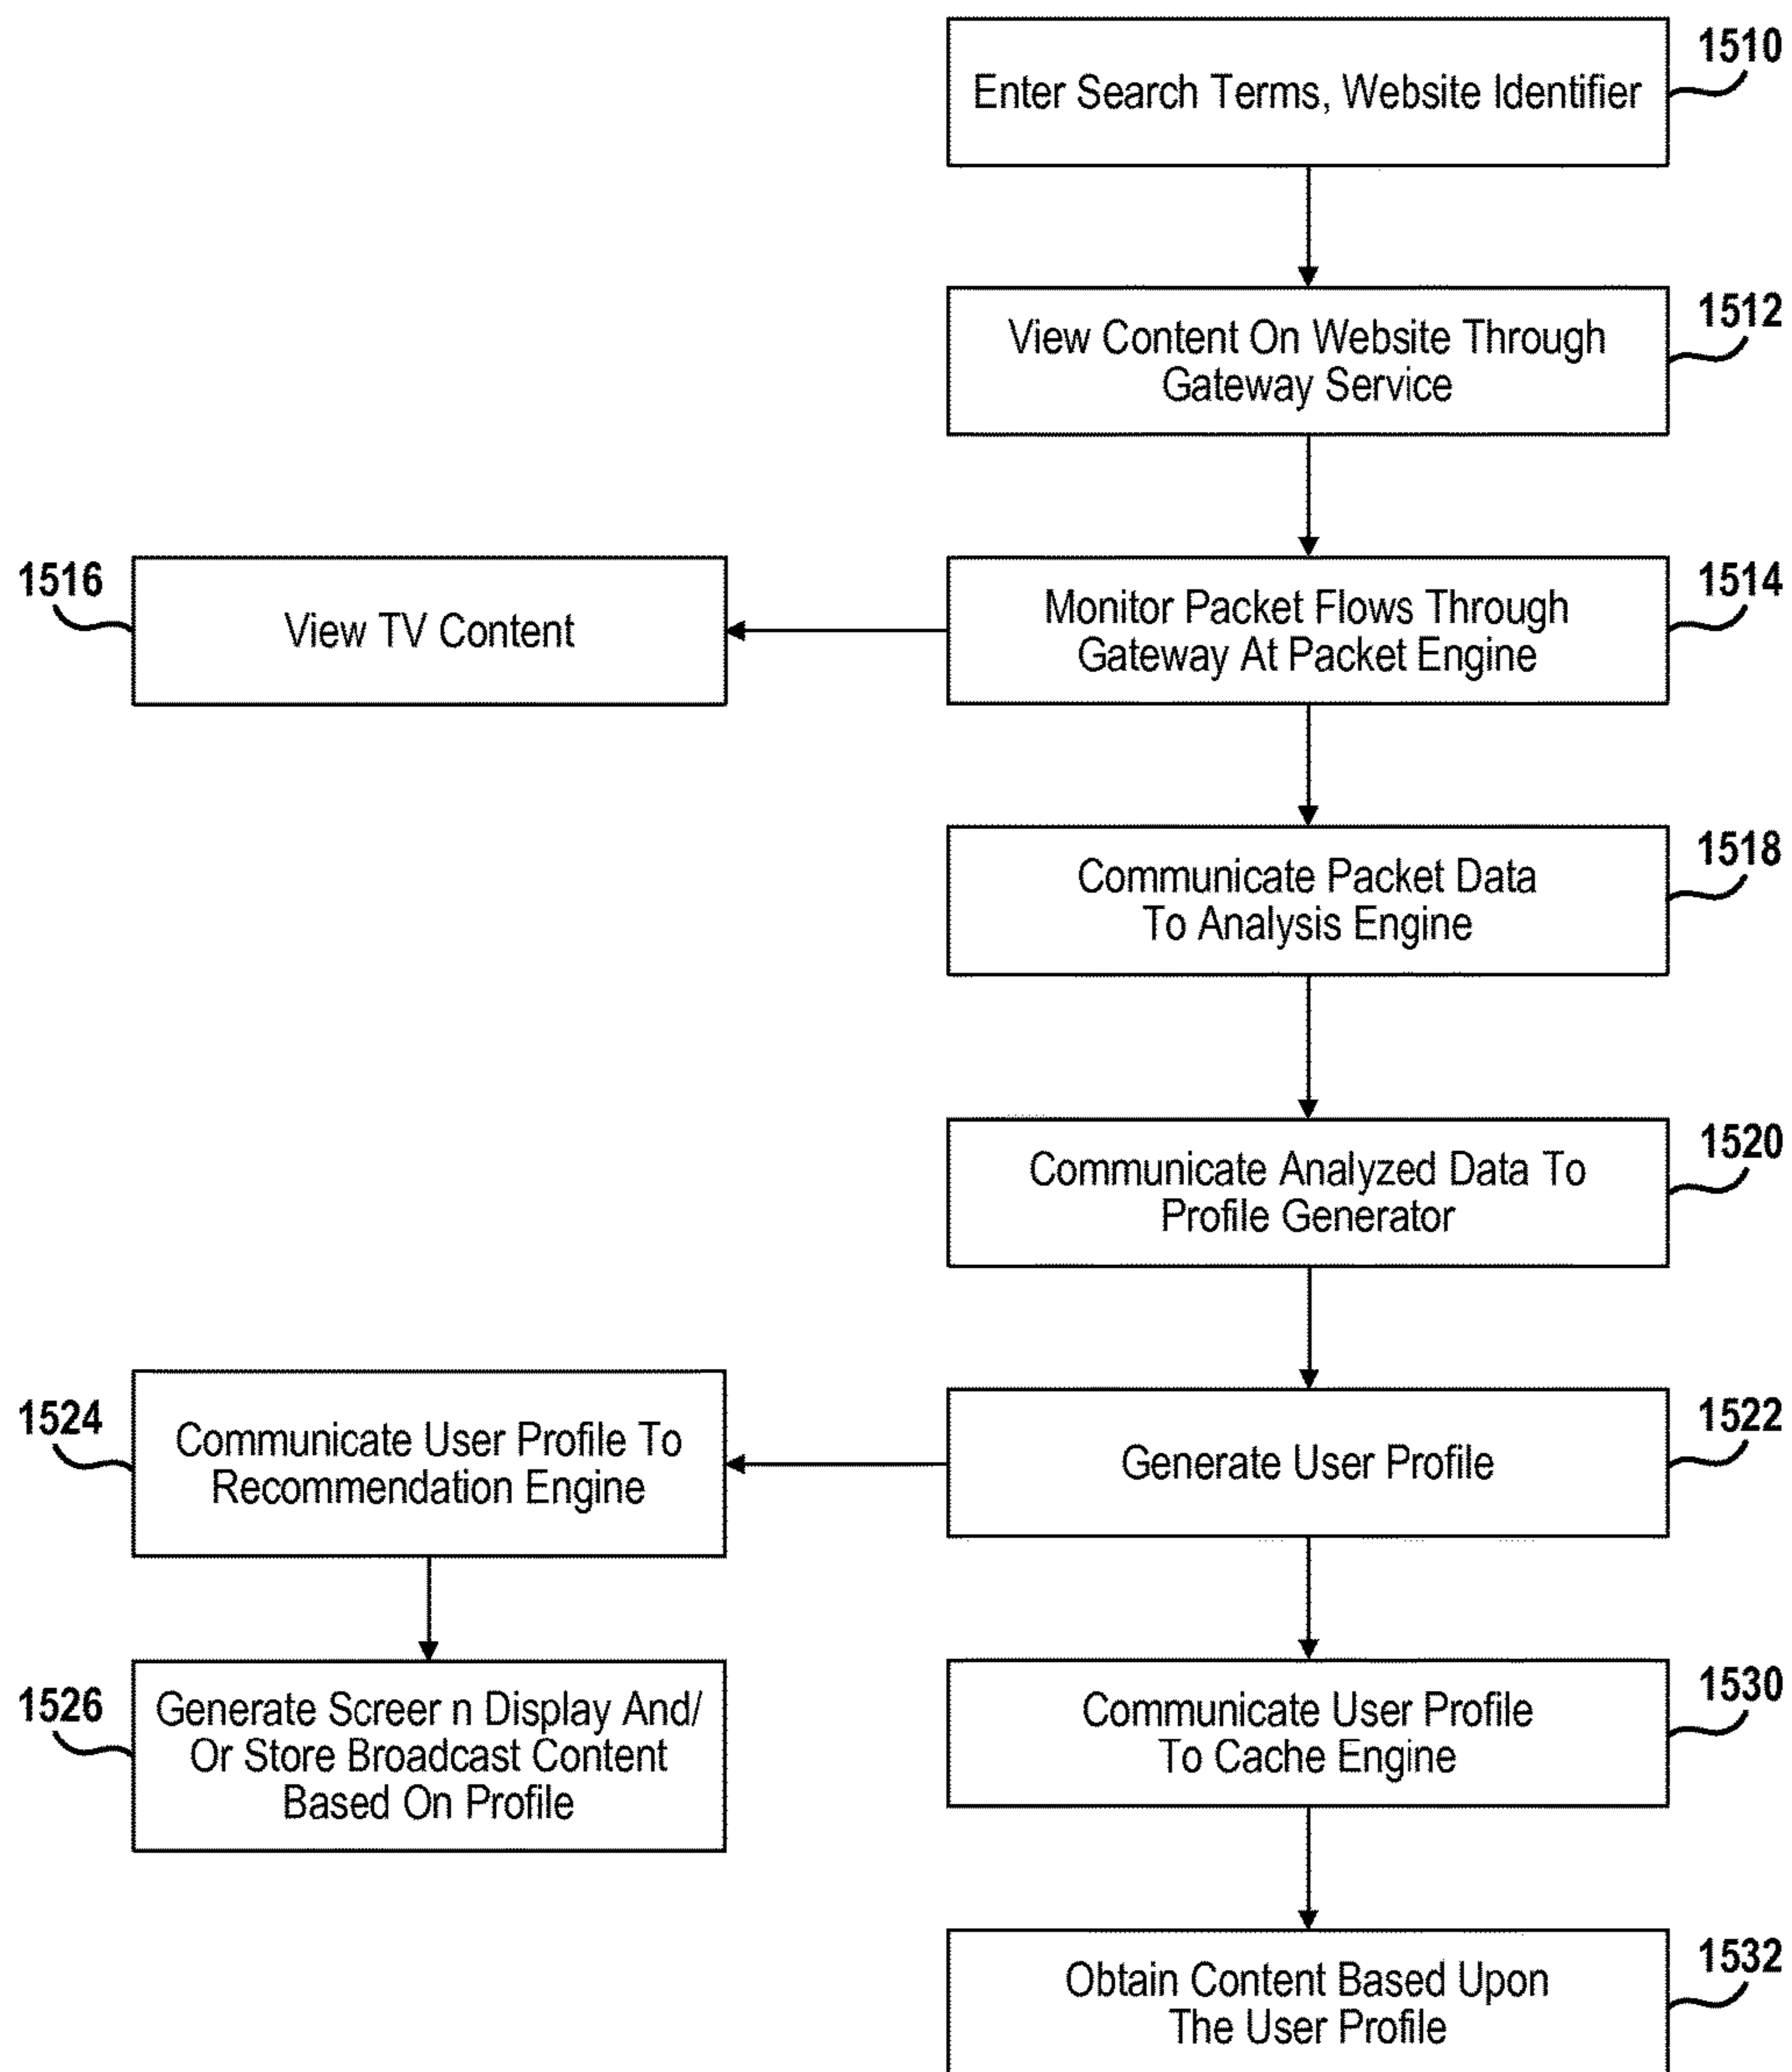 1510
Enter Search Terms, Website Identifier
1512
View Content On Website Through
Gateway Service
1516
View TV Content
1514
Monitor Packet Flows Through
Gateway At Packet Engine
1518
Communicate Packet Data
To Analysis Engine
1520
Communicate Analyzed Data To
Profile Generator
1524
Communicate User Profile To
Recommendation Engine
1522
Generate User Profile
1526
Generate Screer n Display And/
Or Store Broadcast Content
Based On Profile
1530
Communicate User Profile
To Cache Engine
1532
Obtain Content Based Upon
The User Profile